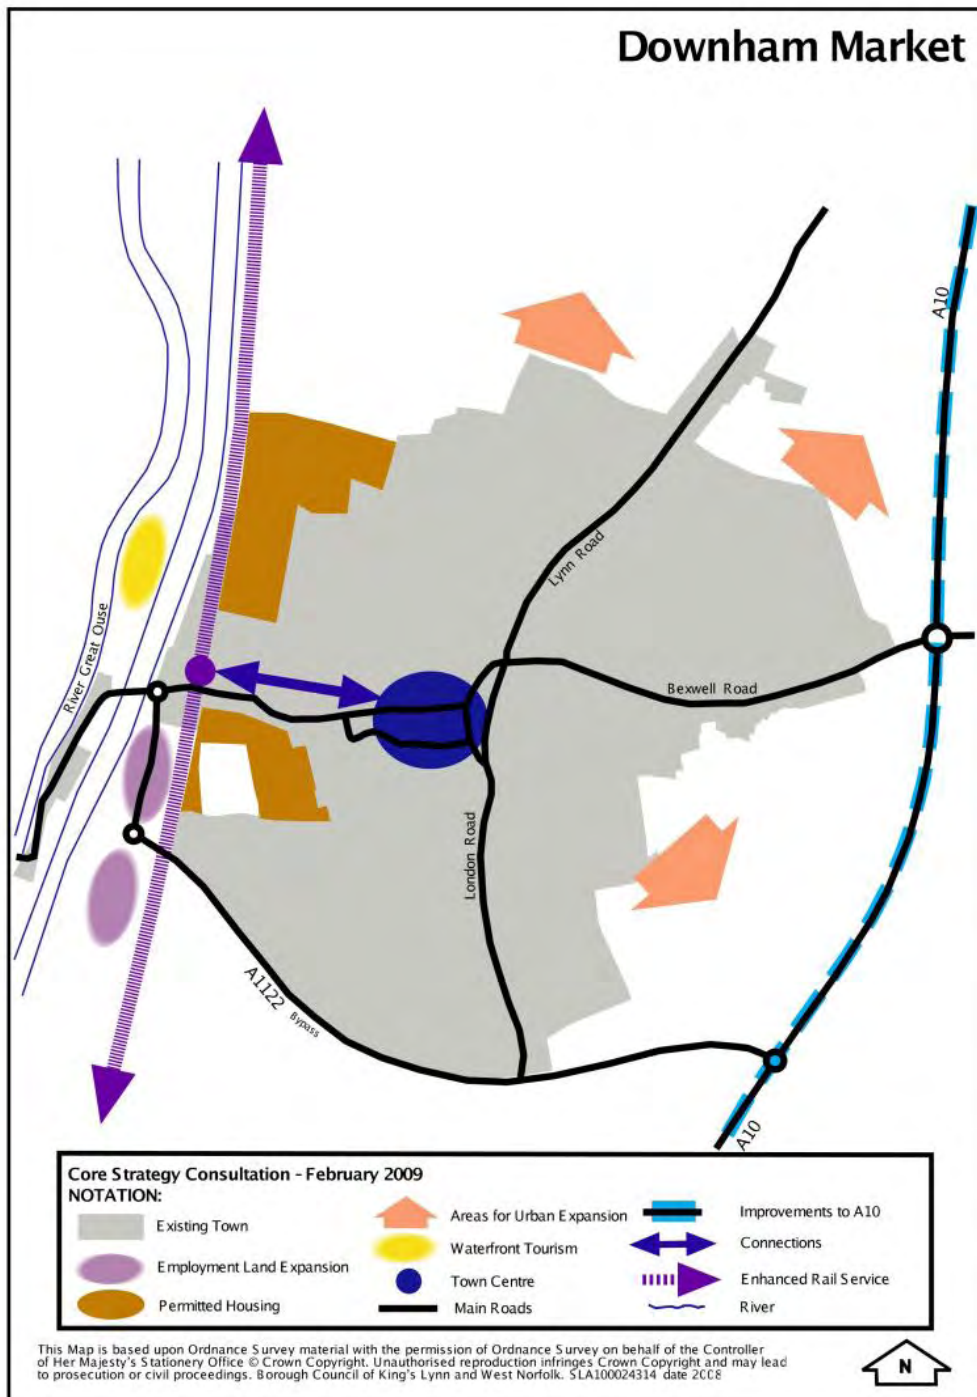 Downham Market
A10
Lynn Road
River Great Ouse
Bexwell Road
London Road
A1122 Bypass
A10
Core Strategy Consultation - February 2009
NOTATION:
Existing Town
Employment Land Expansion
Permitted Housing
Areas for Urban Expansion
Waterfront Tourism
Town Centre
Main Roads
Improvements to A10
Connections
Enhanced Rail Service
River
This Map is based upon Ordnance Survey material with the permission of Ordnance Survey on behalf of the Controller
of Her Majesty's Stationery Office © Crown Copyright. Unauthorised reproduction infringes Crown Copyright and may lead
to prosecution or civil proceedings. Borough Council of King's Lynn and West Norfolk. SLA100024314 date 2008
N